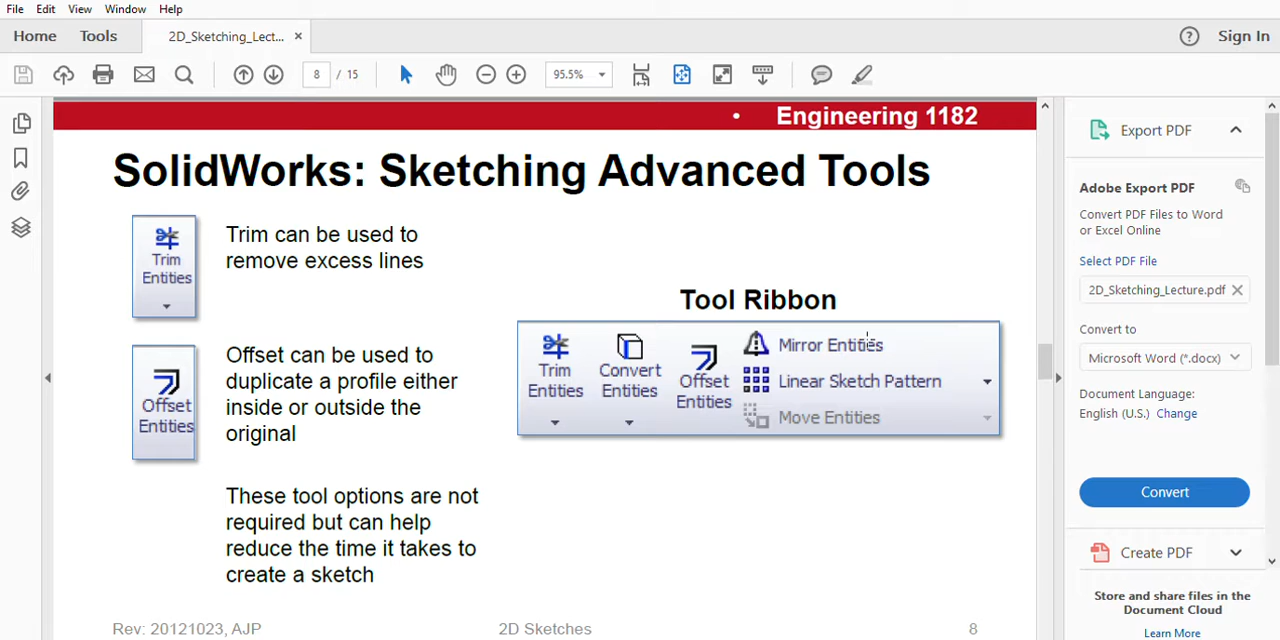 File Edit View Window Help
Home Tools 2D_Sketching_Lect... × ? Sign In
8 / 15 95.5%
• Engineering 1182
SolidWorks: Sketching Advanced Tools
Trim
Entities
Trim can be used to
remove excess lines
Offset
Entities
Offset can be used to
duplicate a profile either
inside or outside the
original
These tool options are not
required but can help
reduce the time it takes to
create a sketch
Tool Ribbon
Trim
Entities
Convert
Entities
Offset
Entities
Mirror Entities
Linear Sketch Pattern
Move Entities
Rev: 20121023, AJP 2D Sketches 8
Export PDF
Adobe Export PDF
Convert PDF Files to Word
or Excel Online
Select PDF File
2D_Sketching_Lecture.pdf ×
Convert to
Microsoft Word (*.docx)
Document Language:
English (U.S.) Change
Convert
Create PDF
Store and share files in the
Document Cloud
Learn More